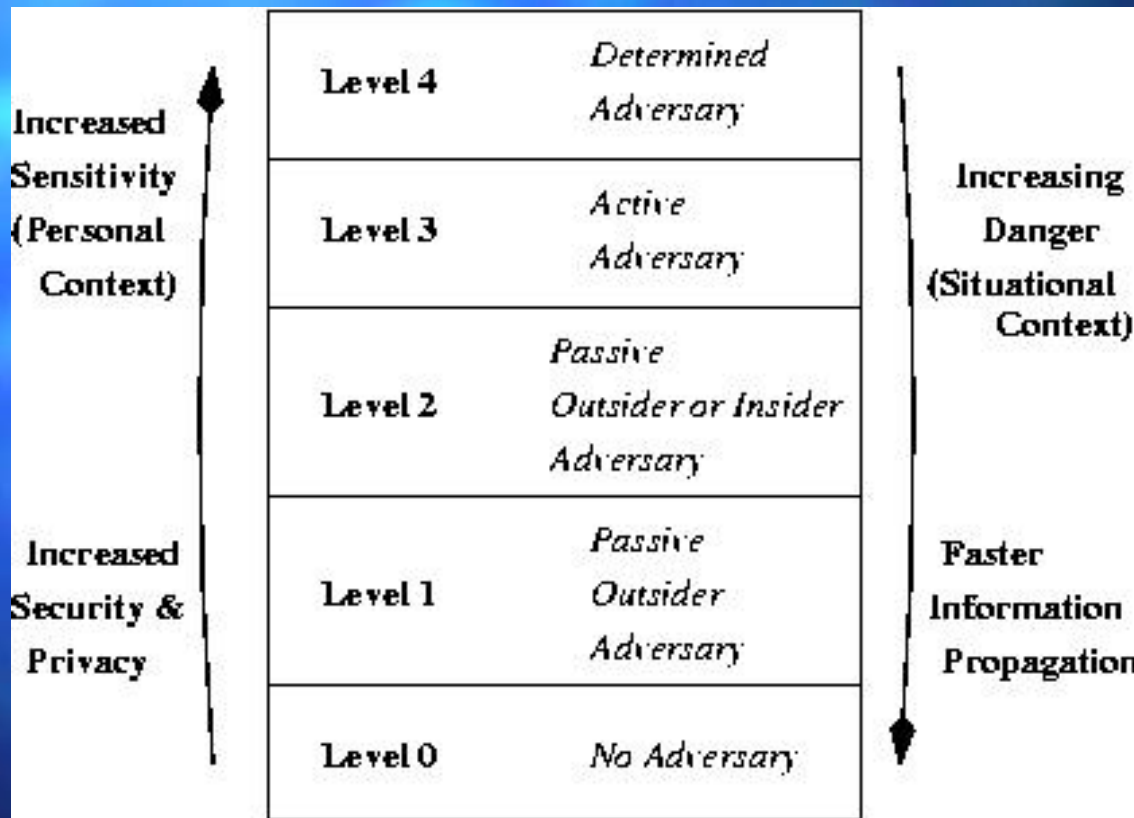 Increased
Sensitivity
(Personal
Context)
Increased
Security &
Privacy
Level 4
Determined
Adversary
Level 3
Active
Adversary
Level 2
Passive
Outsider or Insider
Adversary
Level 1
Passive
Outsider
Adversary
Level 0
No Adversary
Increasing
Danger
(Situational
Context)
Faster
Information
Propagation